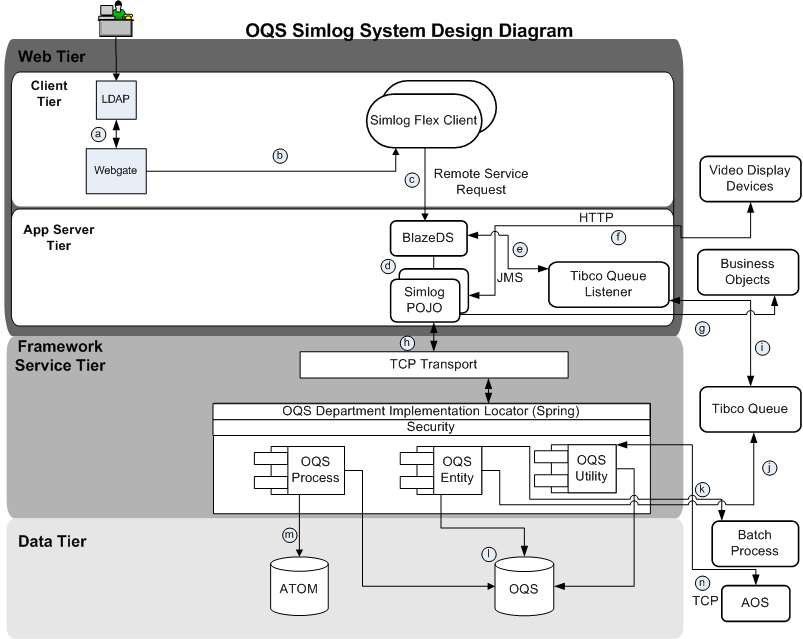 OQS Simlog System Design Diagram
Web Tier
Client
Tier
LDAP
a
Webgate
b
Simlog Flex Client
c
Remote Service
Request
Video Display
Devices
App Server
Tier
HTTP
f
BlazeDS
e
d
JMS
Tibco Queue
Listener
Business
Objects
Simlog
POJO
g
h
i
Framework
Service Tier
TCP Transport
Tibco Queue
OQS Department Implementation Locator (Spring)
Security
OQS
Process
OQS
Entity
OQS
Utility
j
k
Data Tier
m
l
Batch
Process
ATOM
OQS
n
TCP
AOS